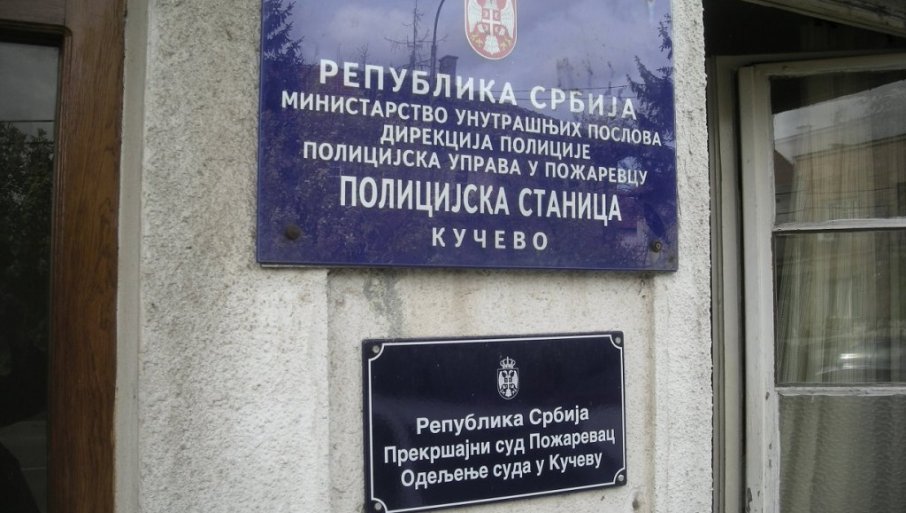 РЕПУБЛИКА СРБИЈА
МИНИСТАРСТВО УНУТРАШЊИХ ПОСЛОВА
ДИРЕКЦИЈА ПОЛИЦИЈЕ
ПОЛИЦИЈСКА УПРАВА У ПОЖАРЕВЦУ
ПОЛИЦИЈСКА СТАНИЦА
КУЧЕВО
Република Србија
Прекршајни суд Пожаревац
Одељење суда у Кучеву